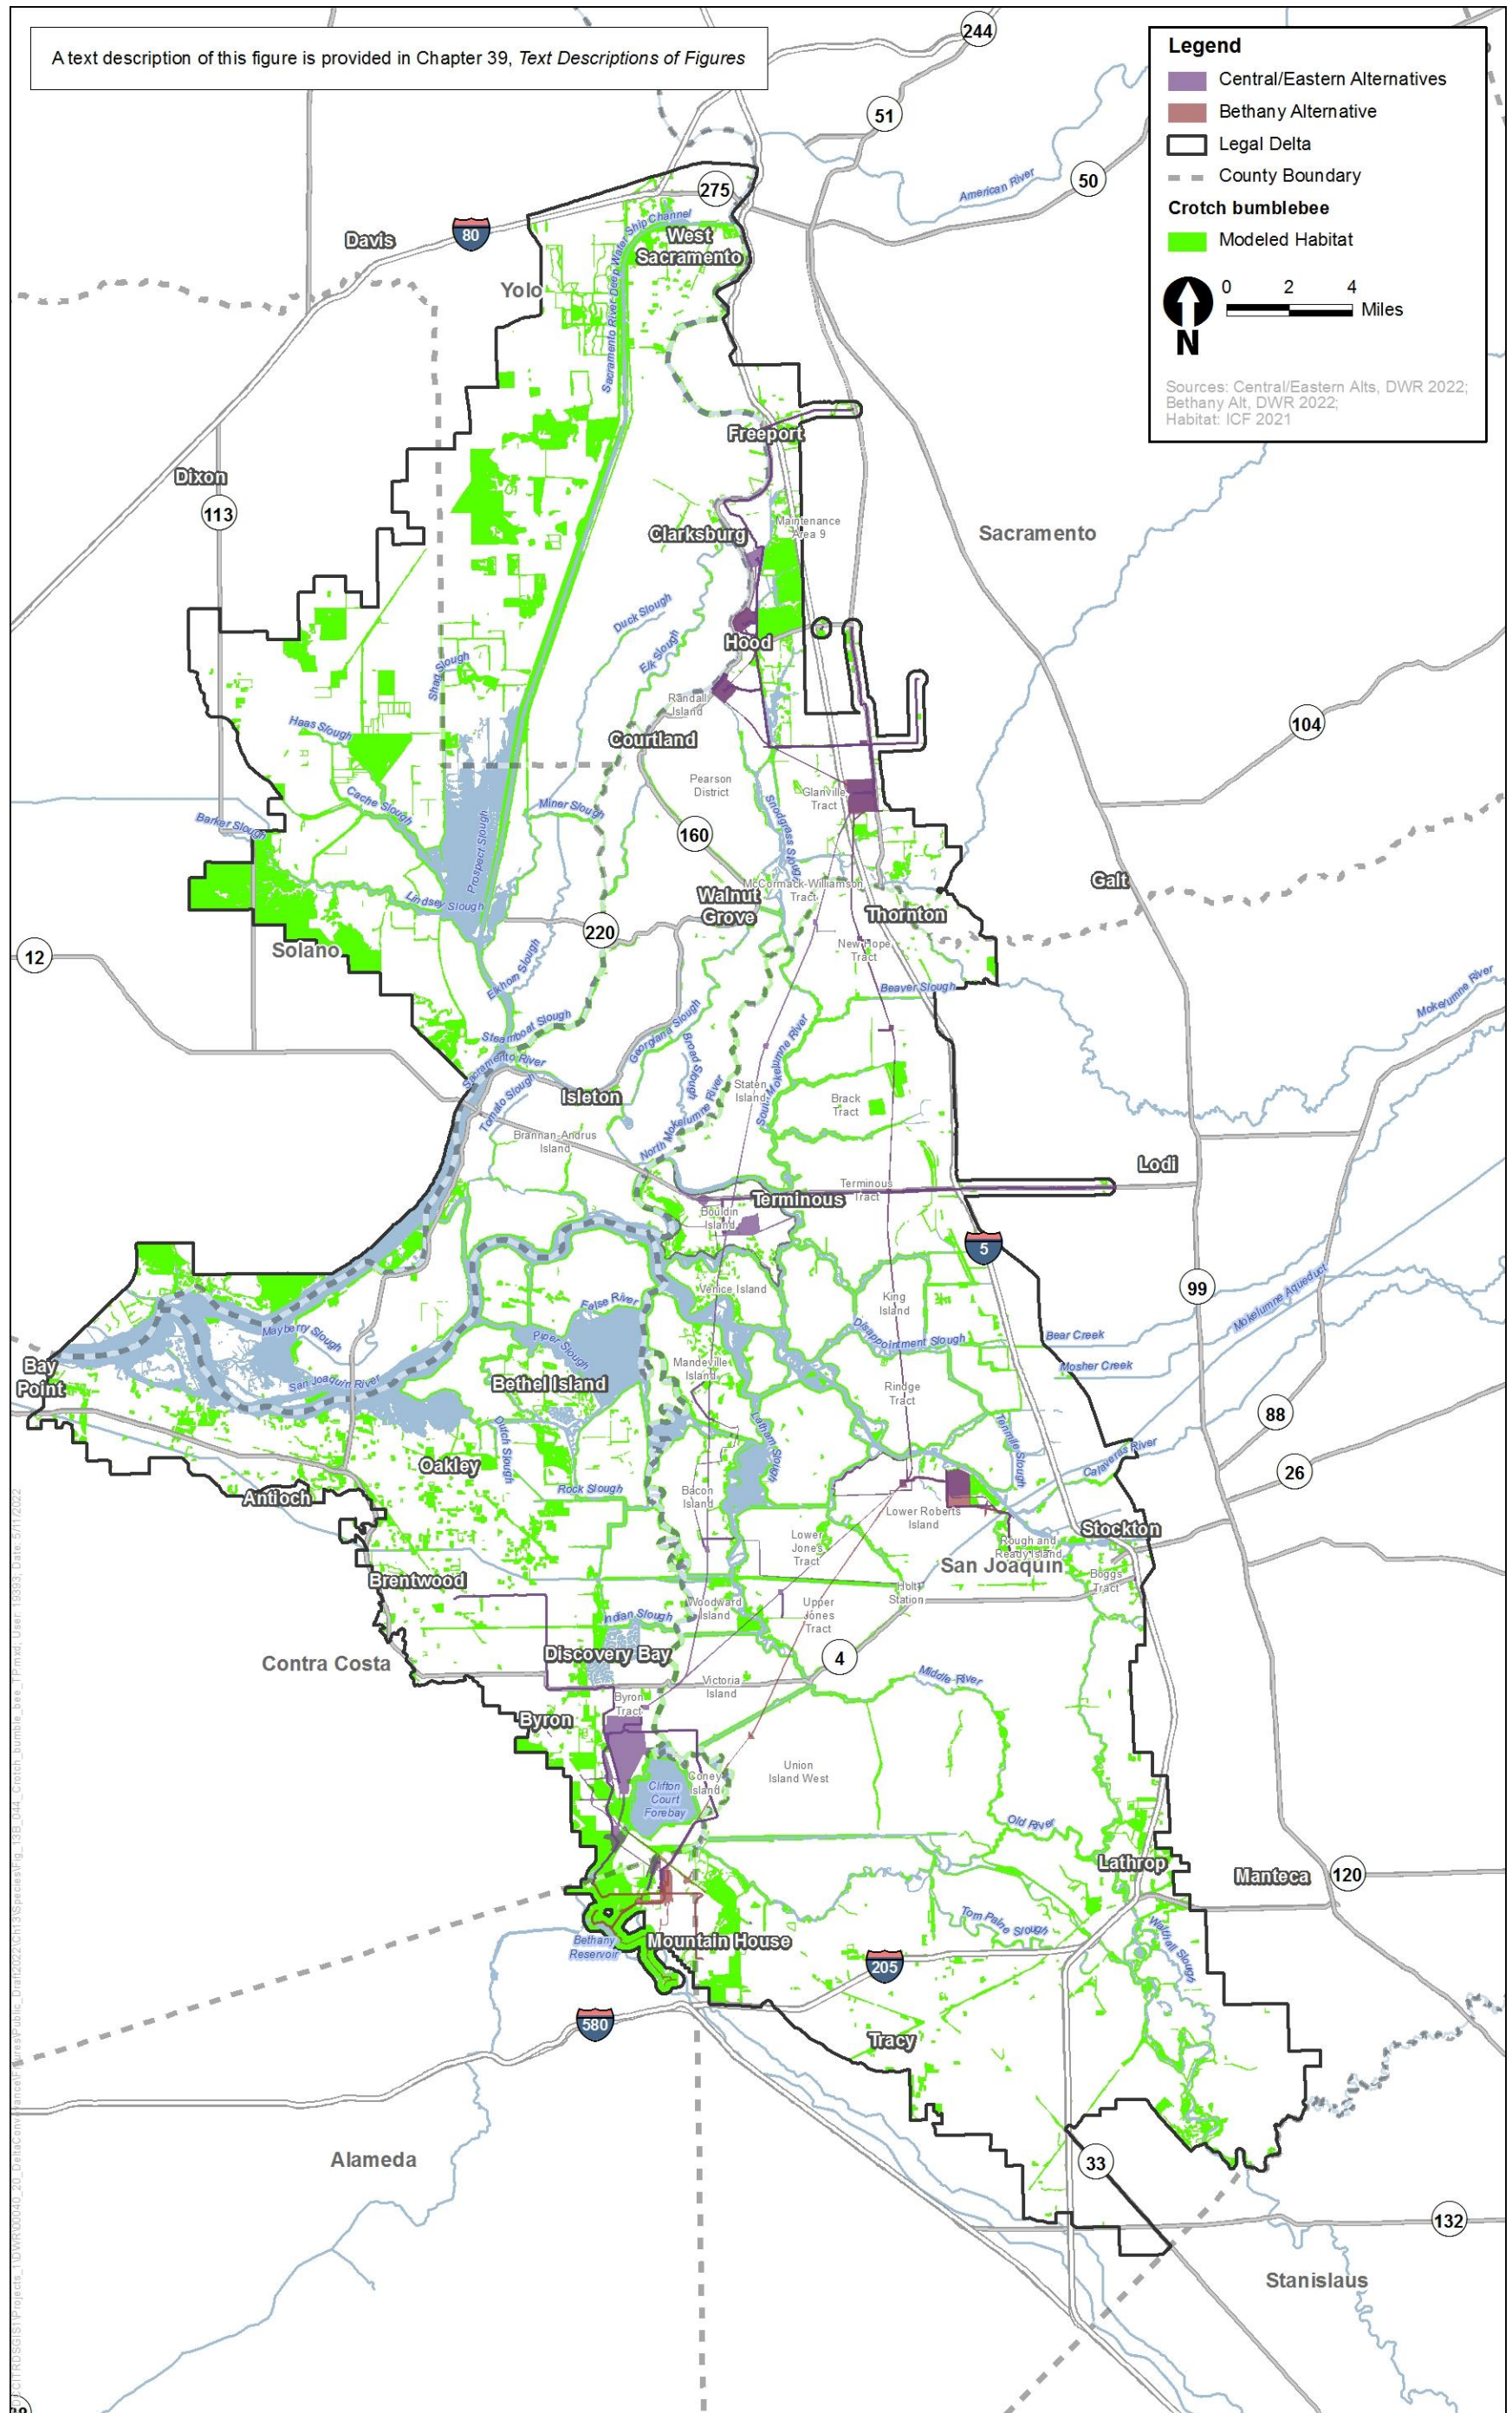 A text description of this figure is provided in Chapter 39, Text Descriptions of Figures
Legend
Central/Eastern Alternatives
Bethany Alternative
Legal Delta
County Boundary
Crotch bumblebee
Modeled Habitat
0 2 4
Miles
N
Sources: Central/Eastern Alts, DWR 2022;
Bethany Alt, DWR 2022;
Habitat: ICF 2021
244
51
50
American River
275
80
Davis
West
Sacramento
Sacramento River Deep Water Ship Channel
Yolo
Freeport
Dixon
113
Clarksburg
Maintenance
Area 9
Sacramento
Duck Slough
Elk Slough
Hood
Shag Slough
Randall
Island
Haas Slough
Courtland
104
Pearson
District
Glanville
Tract
Cache Slough
Miner Slough
Snodgrass Slough
Barker Slough
Prospect Slough
160
Galt
McCormack-Williamson
Tract
Walnut
Grove
Lindsey Slough
Thornton
220
Solano
12
New Hope
Tract
Elkhorn Slough
Beaver Slough
Mokelumne River
Steamboat Slough
Georgiana Slough
Sacramento River
Broad Slough
South Mokelumne River
Tomato Slough
Isleton
Staten
Island
Brack
Tract
North Mokelumne River
Brannan-Andrus
Island
Lodi
Terminous
Terminous
Tract
Bouldin
Island
5
99
Mokelumne Aqueduct
Venice Island
False River
King
Island
Mayberry Slough
Piper Slough
Disappointment Slough
Bear Creek
Mosher Creek
Bay
Point
San Joaquin River
Bethel Island
Mandeville
Island
Rindge
Tract
88
Dutch Slough
Latham Slough
Tenmile Slough
Calaveras River
Oakley
26
Antioch
Rock Slough
Bacon
Island
Lower Roberts
Island
Stockton
Lower
Jones
Tract
Rough and
Ready Island
San Joaquin
Brentwood
Holt
Station
Boggs
Tract
Woodward
Island
Upper
Jones
Tract
Indian Slough
Discovery Bay
4
Contra Costa
Victoria
Island
Middle River
Byron
Tract
Byron
Union
Island West
Coney
Island
Clifton
Court
Forebay
Old River
Lathrop
Manteca
120
Tom Paine Slough
Walthall Slough
Bethany
Reservoir
Mountain House
205
580
Tracy
Alameda
33
132
Stanislaus